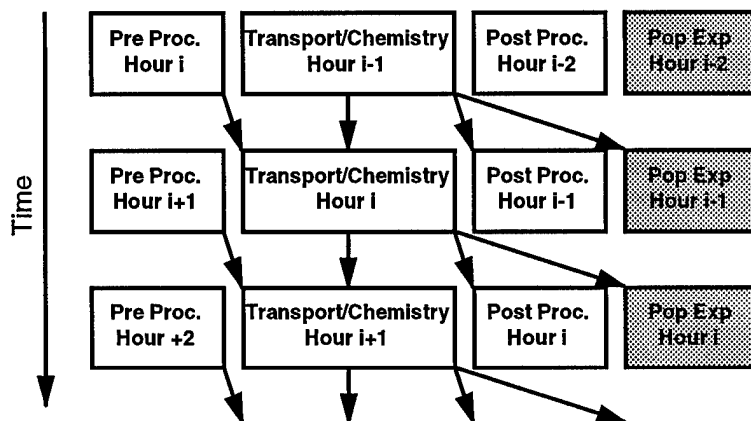 Pre Proc.
Hour i
Transport/Chemistry
Hour i-1
Post Proc.
Hour i-2
Pop Exp
Hour i-2
Pre Proc.
Hour i+1
Transport/Chemistry
Hour i
Post Proc.
Hour i-1
Pop Exp
Hour i-1
Pre Proc.
Hour +2
Transport/Chemistry
Hour i+1
Post Proc.
Hour i
Pop Exp
Hour i
Time